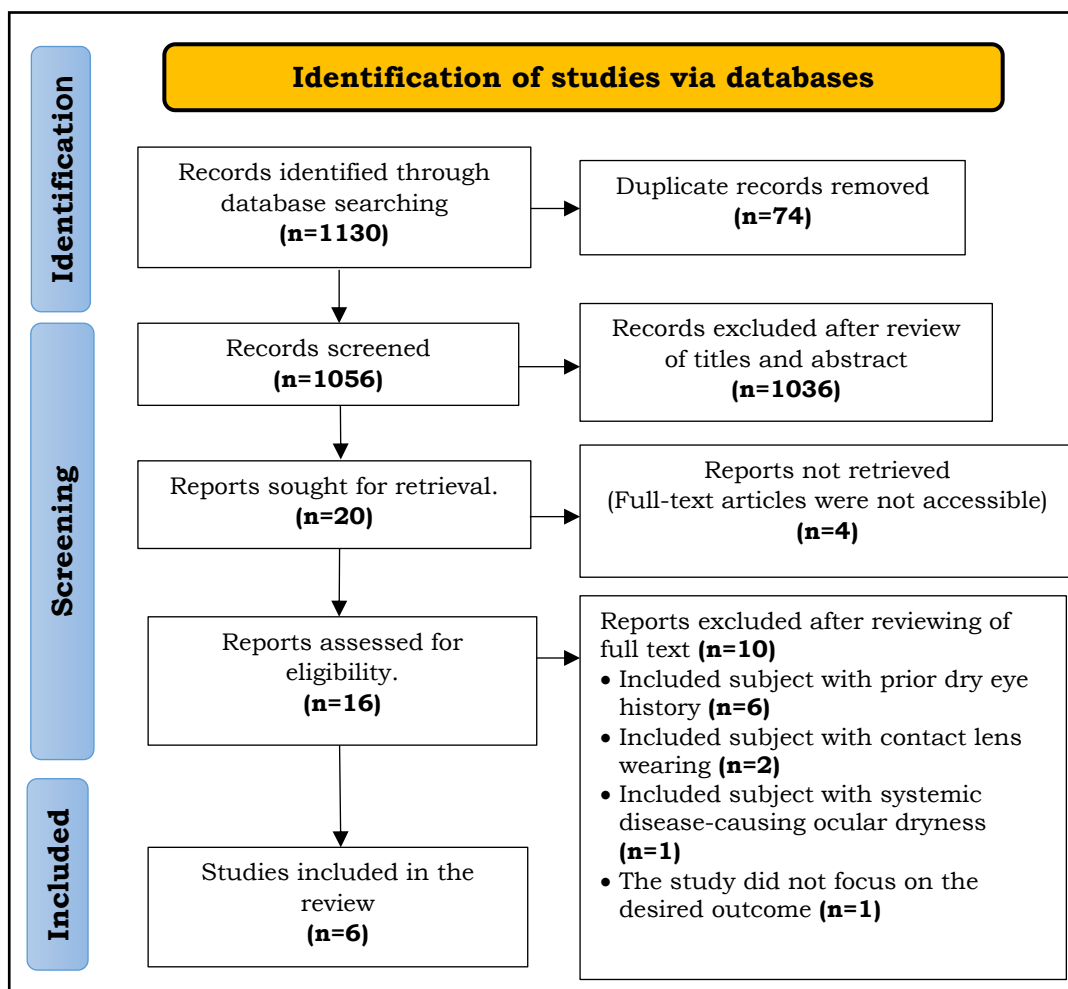 Identification of studies via databases
Identification
Records identified through
database searching
(n=1130)
Duplicate records removed
(n=74)
Screening
Records screened
(n=1056)
Records excluded after review
of titles and abstract
(n=1036)
Reports sought for retrieval.
(n=20)
Reports not retrieved
(Full-text articles were not accessible)
(n=4)
Reports assessed for
eligibility.
(n=16)
Reports excluded after reviewing of
full text (n=10)
• Included subject with prior dry eye
history (n=6)
• Included subject with contact lens
wearing (n=2)
• Included subject with systemic
disease-causing ocular dryness
(n=1)
• The study did not focus on the
desired outcome (n=1)
Included
Studies included in the
review
(n=6)